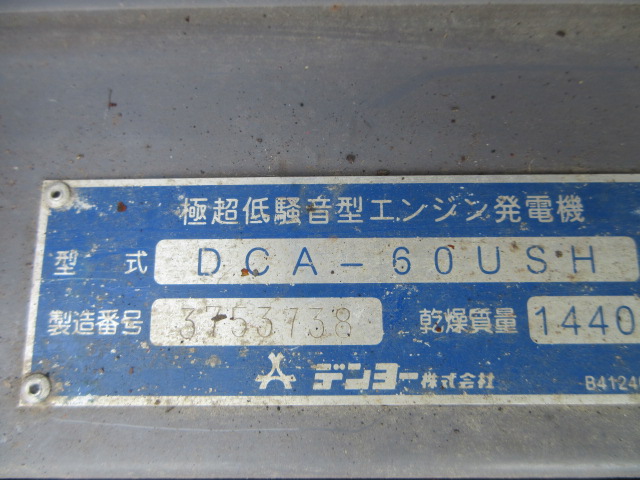 極超低騒音型エンジン発電機
型式 DCA-60USH
製造番号 3753738 乾燥質量 1440
デンヨー株式会社 B4124